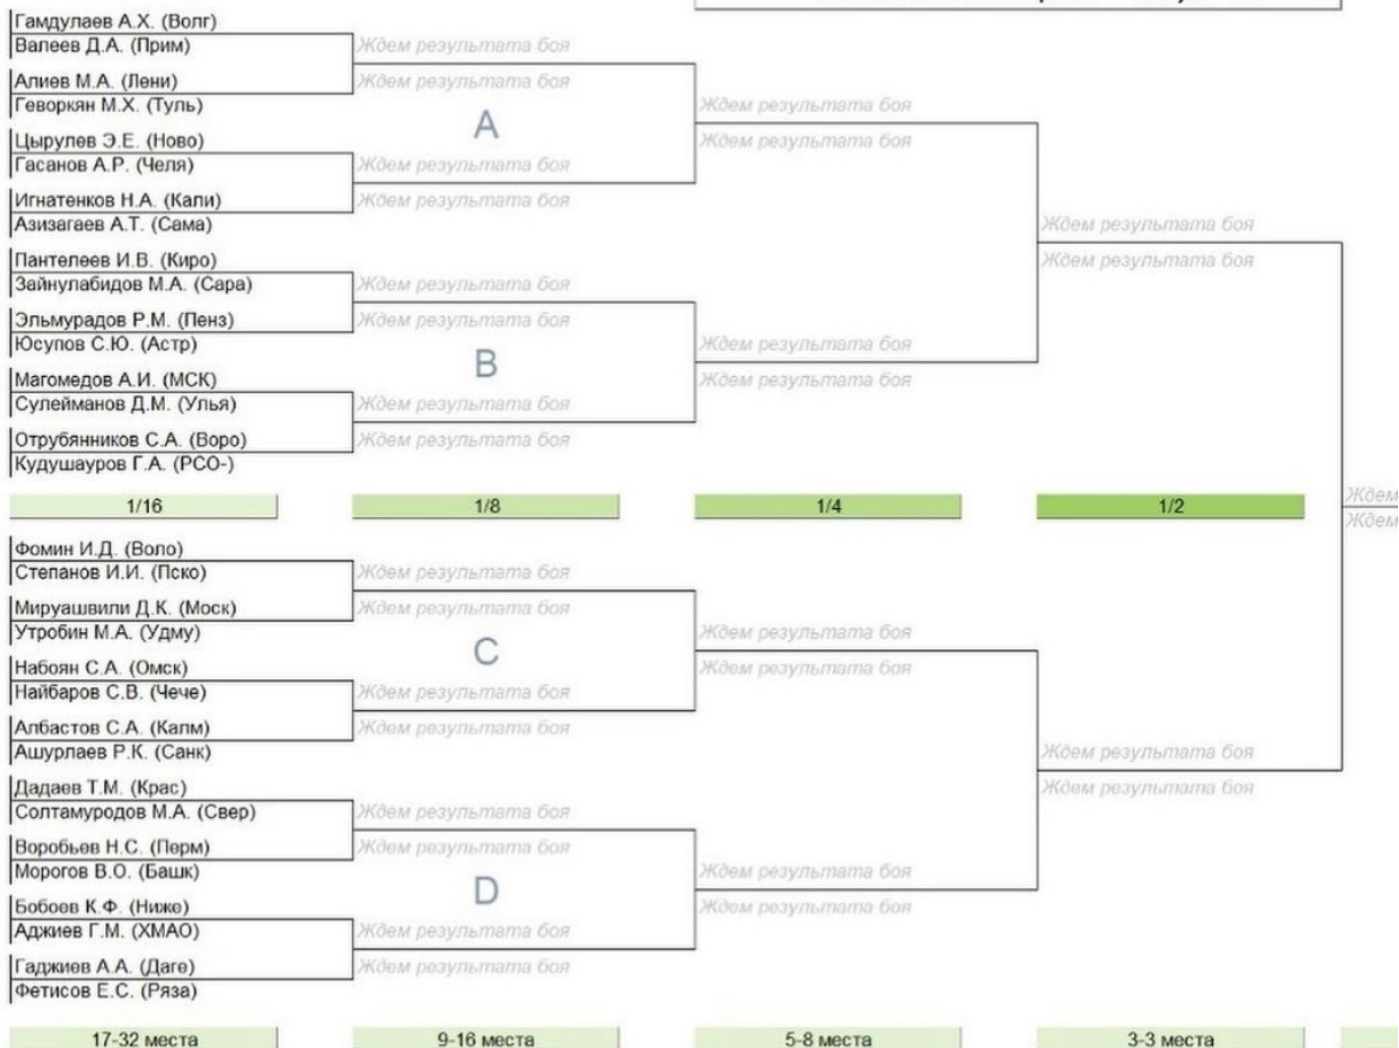 Гамдулаев А.Х. (Волг)
Валеев Д.А. (Прим)
Ждем результата боя
Алиев М.А. (Лени)
Ждем результата боя
Геворкян М.Х. (Туль)
Ждем результата боя
A
Цырулев Э.Е. (Ново)
Ждем результата боя
Гасанов А.Р. (Челя)
Ждем результата боя
Игнатенков Н.А. (Кали)
Ждем результата боя
Азизагаев А.Т. (Сама)
Ждем результата боя
Пантелеев И.В. (Киро)
Ждем результата боя
Зайнулабидов М.А. (Сара)
Ждем результата боя
Эльмурадов Р.М. (Пенз)
Ждем результата боя
Юсупов С.Ю. (Астр)
Ждем результата боя
B
Магомедов А.И. (МСК)
Ждем результата боя
Сулейманов Д.М. (Улья)
Ждем результата боя
Отрубянников С.А. (Воро)
Ждем результата боя
Кудушауров Г.А. (РСО-)
1/16
1/8
1/4
1/2
Ждем
Ждем
Фомин И.Д. (Воло)
Степанов И.И. (Пско)
Ждем результата боя
Мируашвили Д.К. (Моск)
Ждем результата боя
Утробин М.А. (Удму)
Ждем результата боя
C
Набоян С.А. (Омск)
Ждем результата боя
Найбаров С.В. (Чече)
Ждем результата боя
Албастов С.А. (Калм)
Ждем результата боя
Ашурлаев Р.К. (Санк)
Ждем результата боя
Дадаев Т.М. (Крас)
Ждем результата боя
Солтамуродов М.А. (Свер)
Ждем результата боя
Воробьев Н.С. (Перм)
Ждем результата боя
Морогов В.О. (Башк)
Ждем результата боя
D
Бобоев К.Ф. (Ниже)
Ждем результата боя
Аджиев Г.М. (ХМАО)
Ждем результата боя
Гаджиев А.А. (Даге)
Ждем результата боя
Фетисов Е.С. (Ряза)
17-32 места
9-16 места
5-8 места
3-3 места